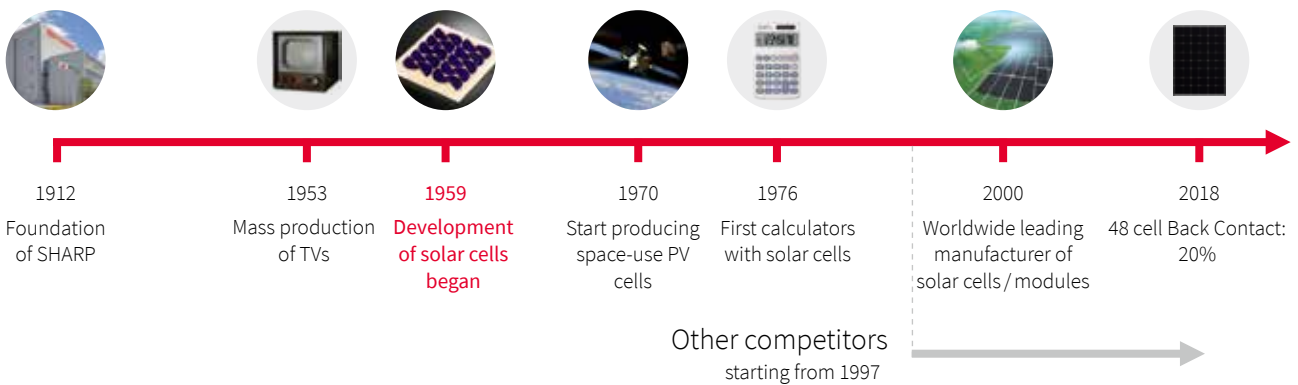 1912
Foundation
of SHARP
1953
Mass production
of TVs
1959
Development
of solar cells
began
1970
Start producing
space-use PV
cells
1976
First calculators
with solar cells
2000
Worldwide leading
manufacturer of
solar cells / modules
2018
48 cell Back Contact:
20%
Other competitors
starting from 1997